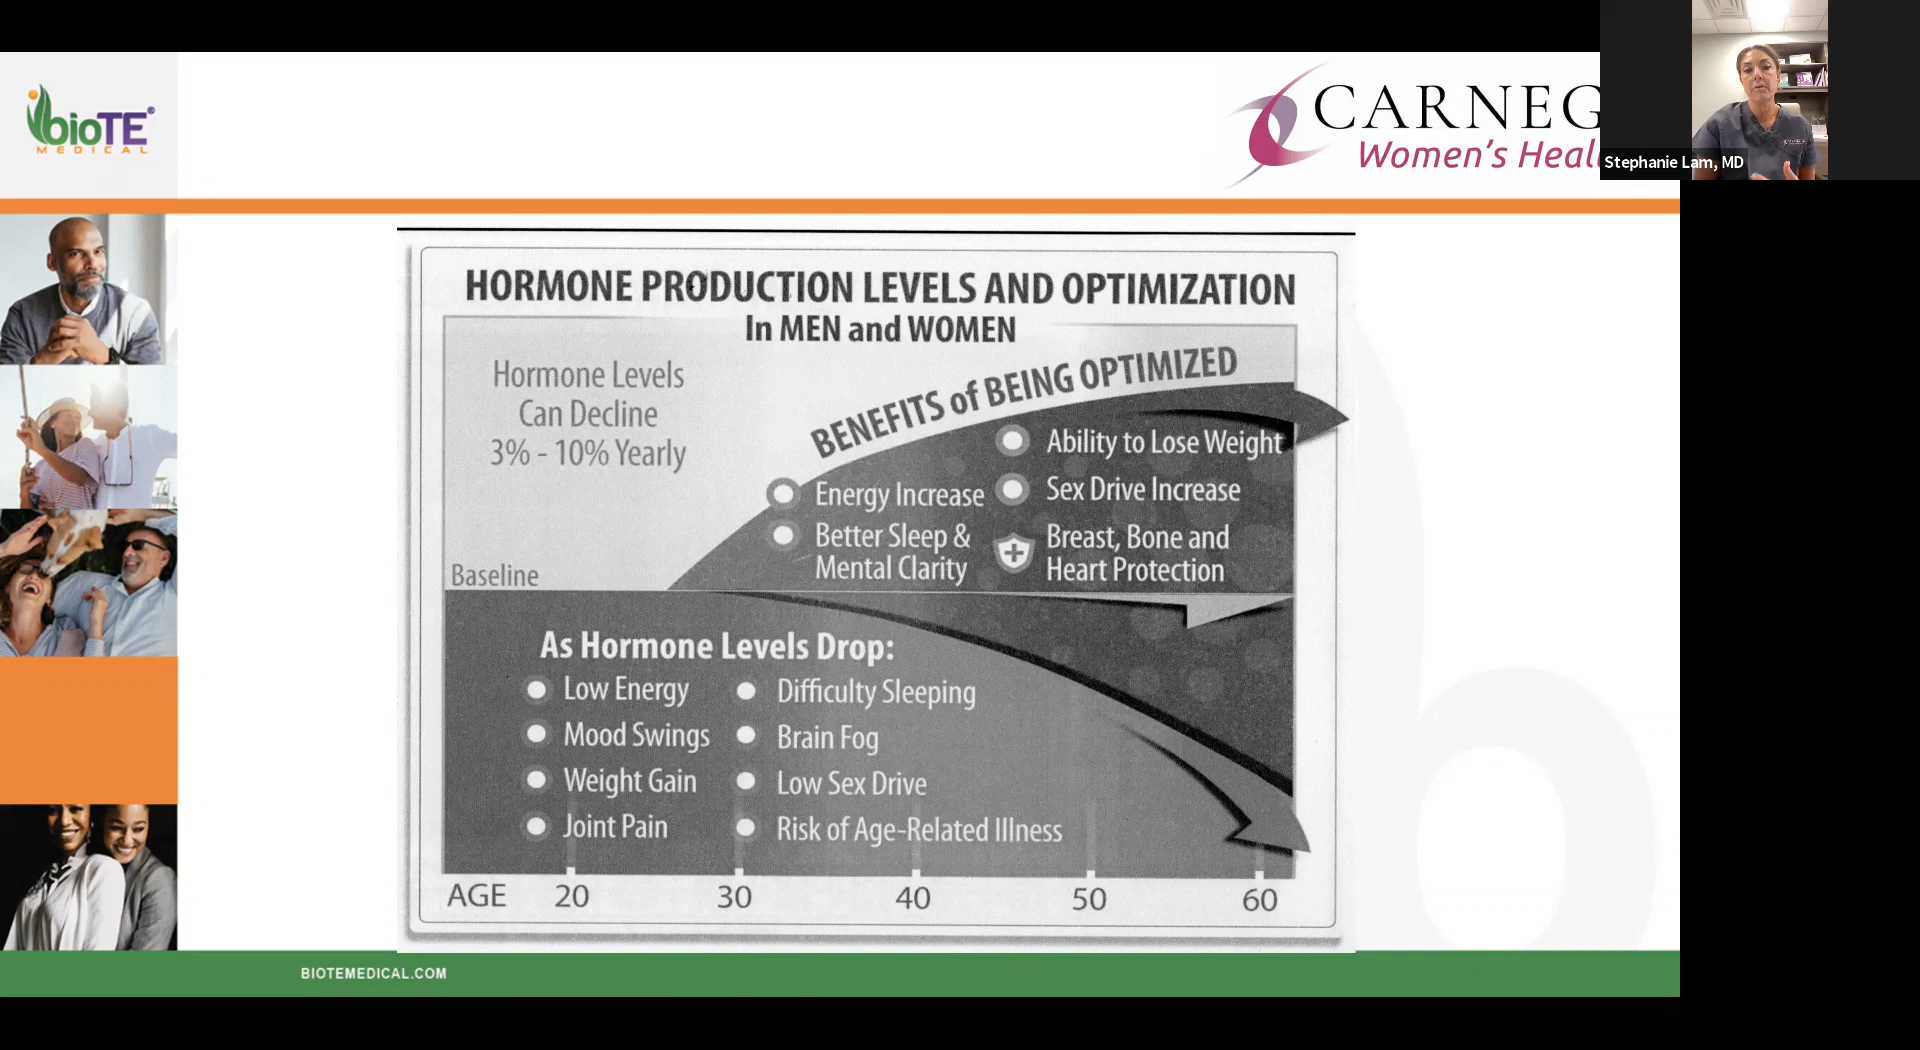 bioTE®
MEDICAL
CARNEG
Women's Heal
Stephanie Lam, MD
HORMONE PRODUCTION LEVELS AND OPTIMIZATION
In MEN and WOMEN
Hormone Levels
Can Decline
3% - 10% Yearly
BENEFITS of BEING OPTIMIZED
Energy Increase
Better Sleep &
Mental Clarity
Ability to Lose Weight
Sex Drive Increase
Breast, Bone and
Heart Protection
Baseline
As Hormone Levels Drop:
Low Energy
Mood Swings
Weight Gain
Joint Pain
Difficulty Sleeping
Brain Fog
Low Sex Drive
Risk of Age-Related Illness
AGE 20 30 40 50 60
BIOTEMEDICAL.COM